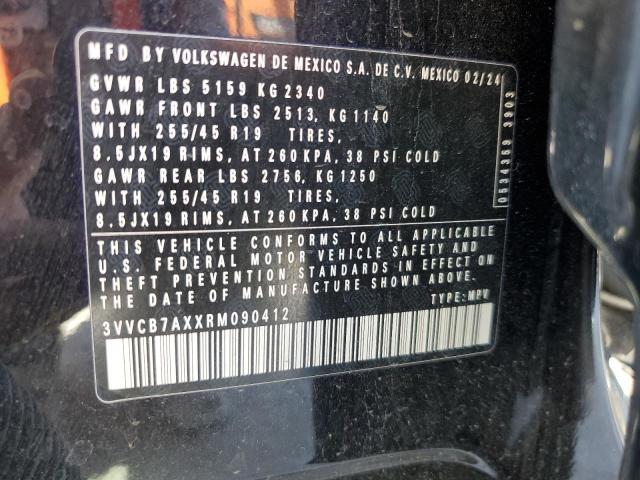 MFD BY VOLKSWAGEN DE MEXICO S.A. DE C.V. MEXICO 02/24
GVWR LBS 5159 KG 2340
GAWR FRONT LBS 2513, KG 1140
WITH 255/45 R19 TIRES,
8.5JX19 RIMS, AT 260 KPA, 38 PSI COLD
GAWR REAR LBS 2756, KG 1250
WITH 255/45 R19 TIRES,
8.5JX19 RIMS, AT 260 KPA, 38 PSI COLD
0534359 3903
THIS VEHICLE CONFORMS TO ALL APPLICABLE
U.S. FEDERAL MOTOR VEHICLE SAFETY AND
THEFT PREVENTION STANDARDS IN EFFECT ON
THE DATE OF MANUFACTURE SHOWN ABOVE.
3VVCB7AXXRM090412 TYPE: MPV